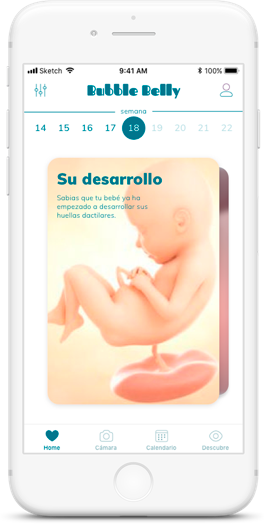 Sketch 9:41 AM 100%
Bubble Belly
semana
14 15 16 17 18 19 20 21 22
Su desarrollo
Sabias que tu bebé ya ha
empezado a desarrollar sus
huellas dactilares.
Home Cámara Calendario Descubre